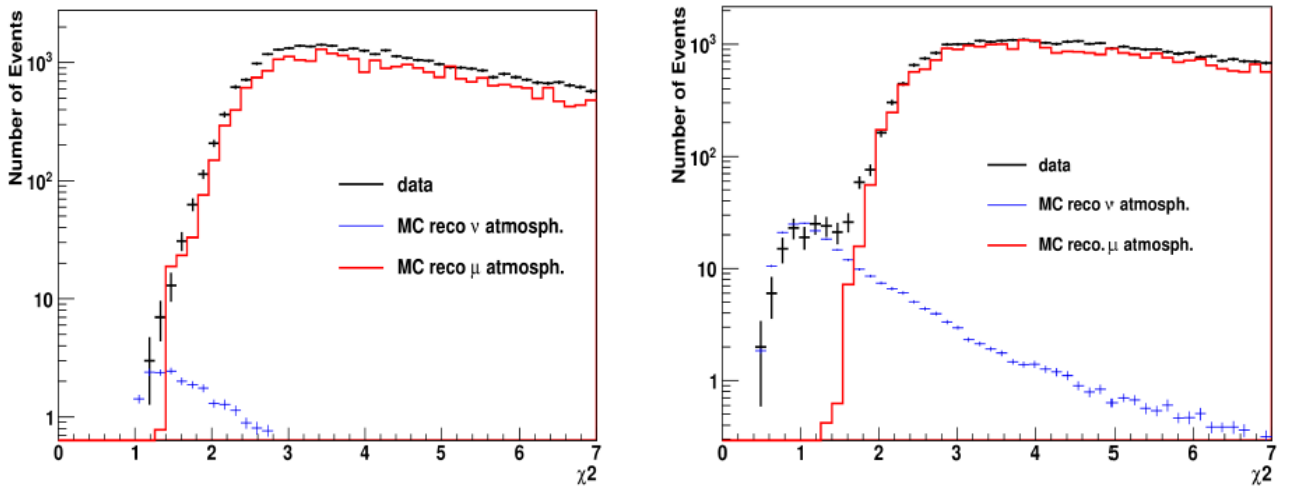 Number of Events
10³
10²
10
1
data
MC reco ν atmosph.
MC reco μ atmosph.
0 1 2 3 4 5 6 7
χ2
Number of Events
10³
10²
10
1
data
MC reco ν atmosph.
MC reco. μ atmosph.
0 1 2 3 4 5 6 7
χ2